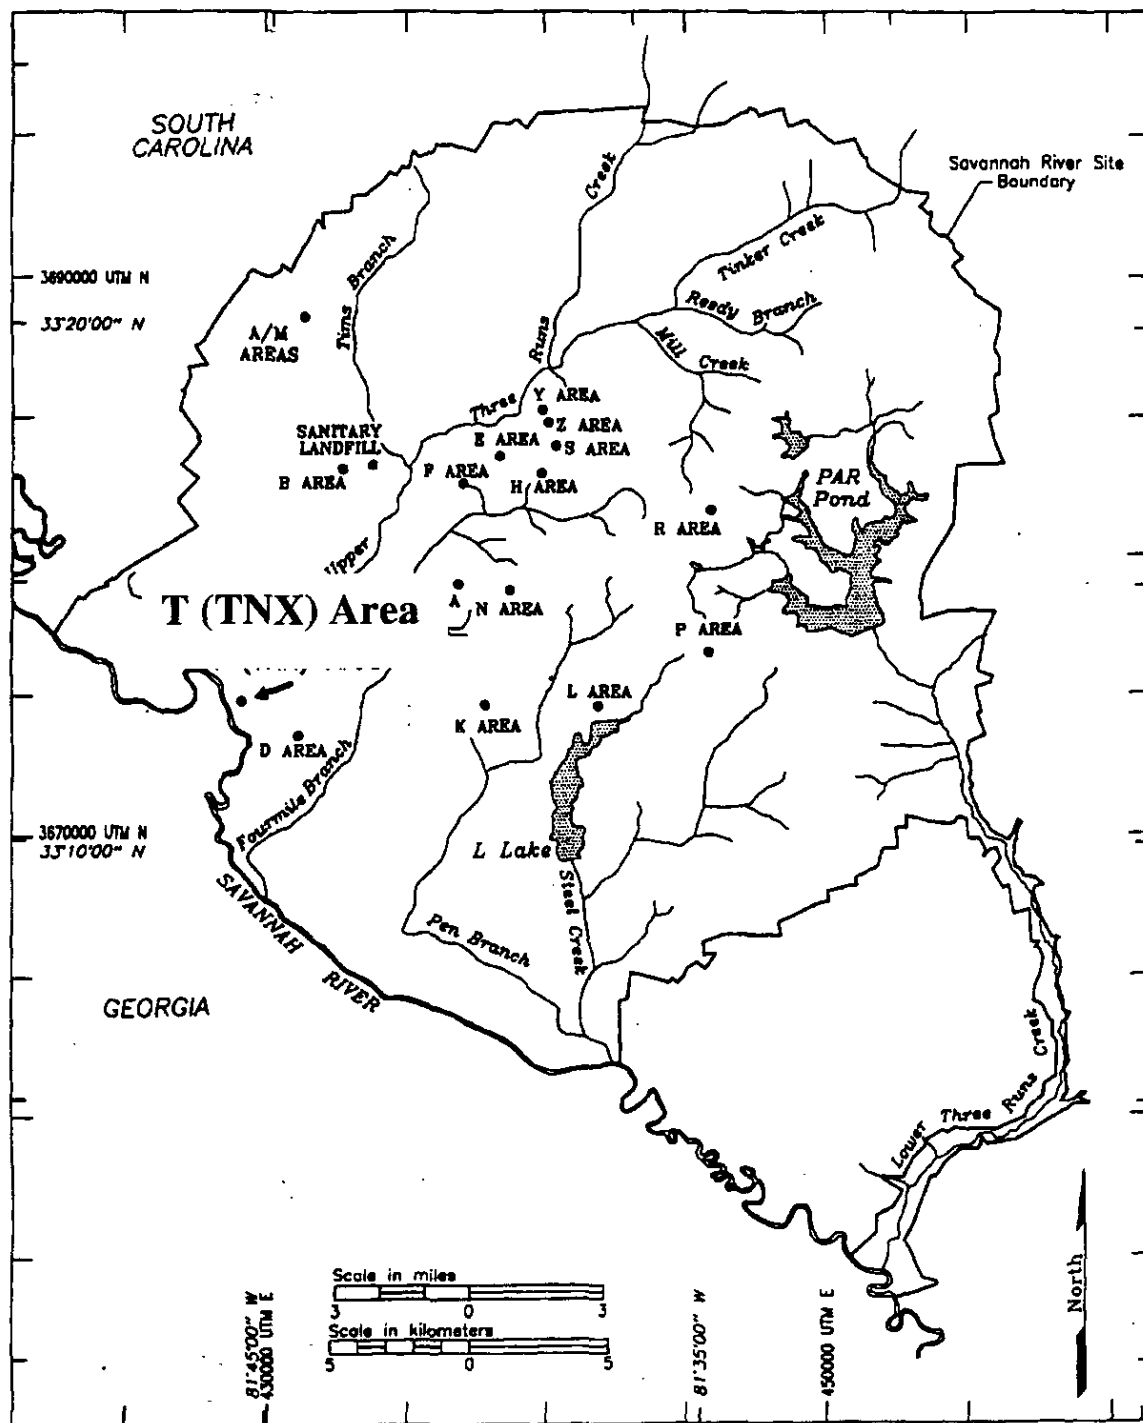 SOUTH
CAROLINA
Savannah River Site
Boundary
Creek
Tinker Creek
Tims Branch
3690000 UTM N
33°20'00" N
Reedy Branch
A/M
AREAS
Mill Creek
Runs
Three
Y AREA
Z AREA
SANITARY
LANDFILL
E AREA
S AREA
B AREA
F AREA
H AREA
PAR
Pond
R AREA
T (TNX) Area
A
N AREA
P AREA
L AREA
K AREA
D AREA
Fourmile Branch
3670000 UTM N
33°10'00" N
L Lake
Steel Creek
SAVANNAH RIVER
Pen Branch
GEORGIA
Lower Three Runs Creek
North
Scale in miles
3 0 3
Scale in kilometers
5 0 5
81°45'00" W
430000 UTM E
81°35'00" W
450000 UTM E